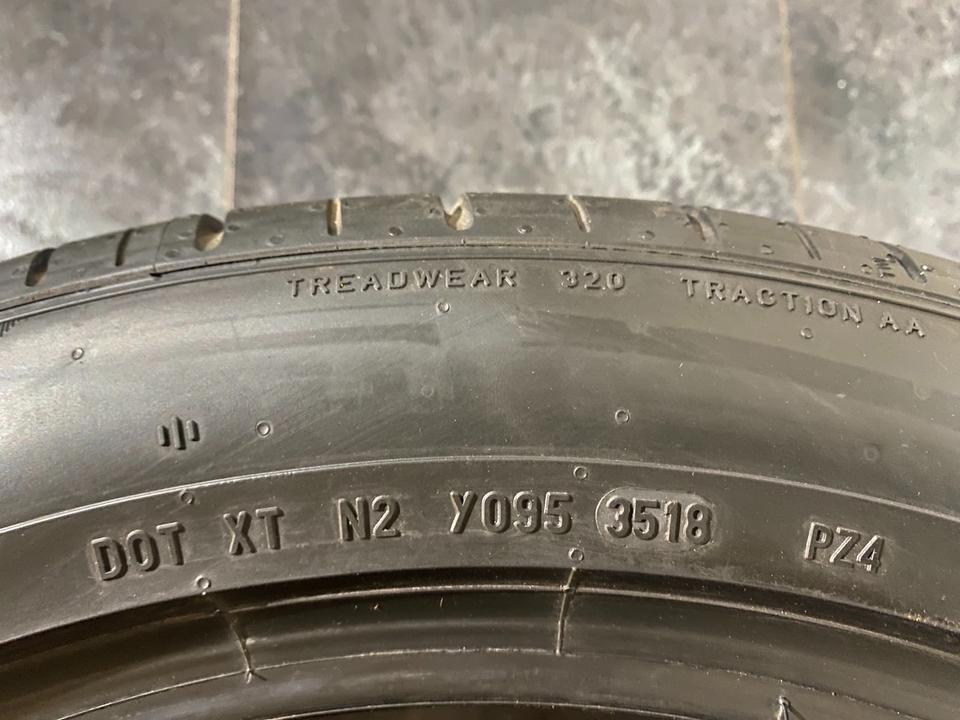 TREADWEAR 320 TRACTION AA
DOT XT N2 Y095 3518 PZ4